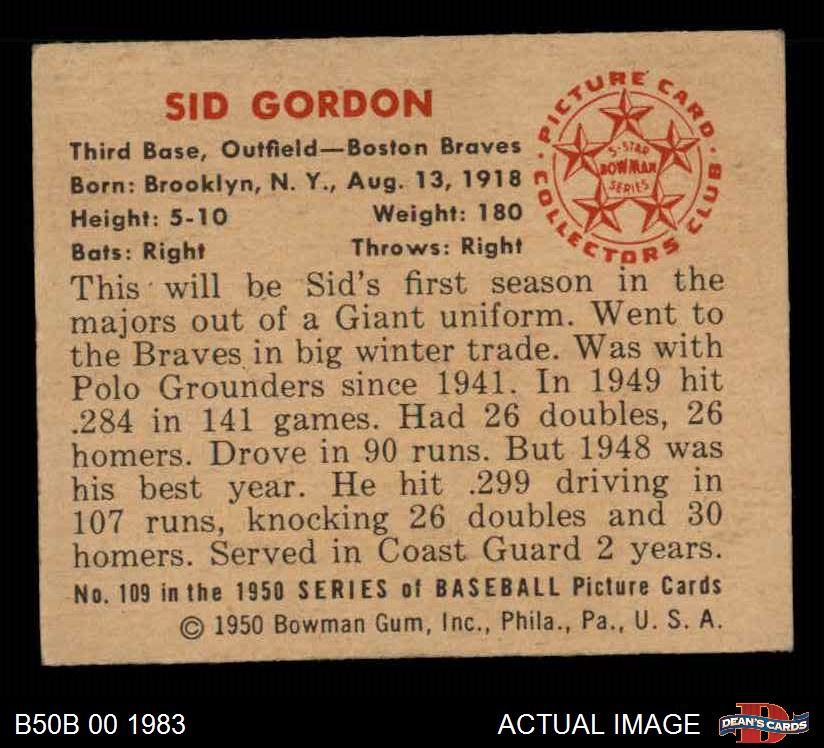 SID GORDON
Third Base, Outfield—Boston Braves
Born: Brooklyn, N. Y., Aug. 13, 1918
Height: 5-10 Weight: 180
Bats: Right Throws: Right
PICTURE CARD
COLLECTORS CLUB
5-STAR
BOWMAN
SERIES
This will be Sid's first season in the
majors out of a Giant uniform. Went to
the Braves in big winter trade. Was with
Polo Grounders since 1941. In 1949 hit
.284 in 141 games. Had 26 doubles, 26
homers. Drove in 90 runs. But 1948 was
his best year. He hit .299 driving in
107 runs, knocking 26 doubles and 30
homers. Served in Coast Guard 2 years.
No. 109 in the 1950 SERIES of BASEBALL Picture Cards
© 1950 Bowman Gum, Inc., Phila., Pa., U. S. A.
B50B 00 1983
ACTUAL IMAGE
DEAN'S CARDS